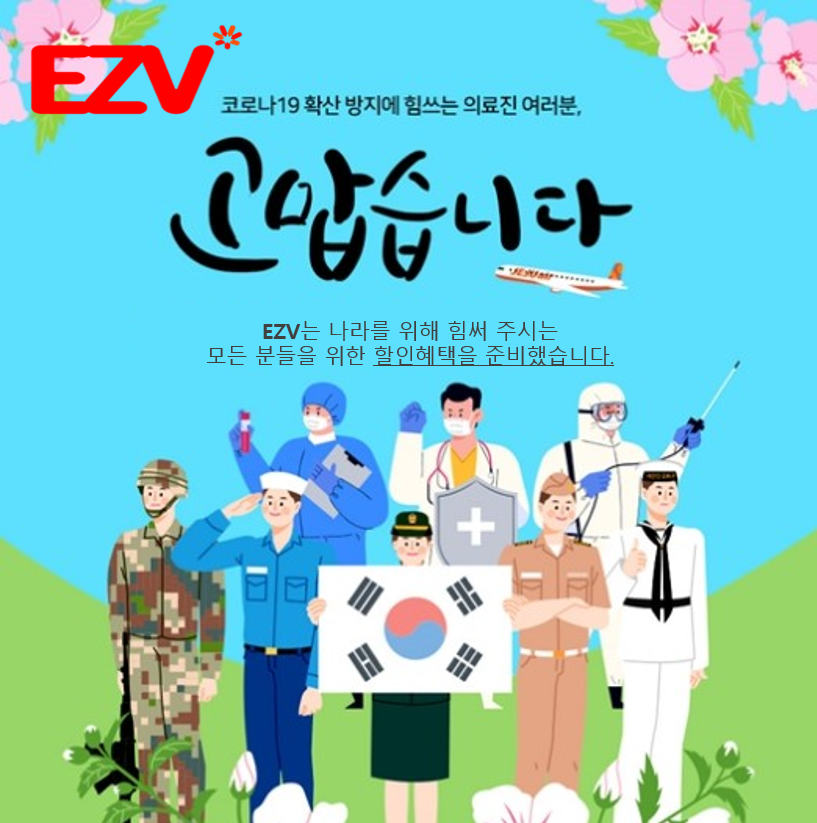 EZV*
코로나19 확산 방지에 힘쓰는 의료진 여러분,
고맙습니다
JEJUair
EZV는 나라를 위해 힘써 주시는
모든 분들을 위한 할인혜택을 준비했습니다.